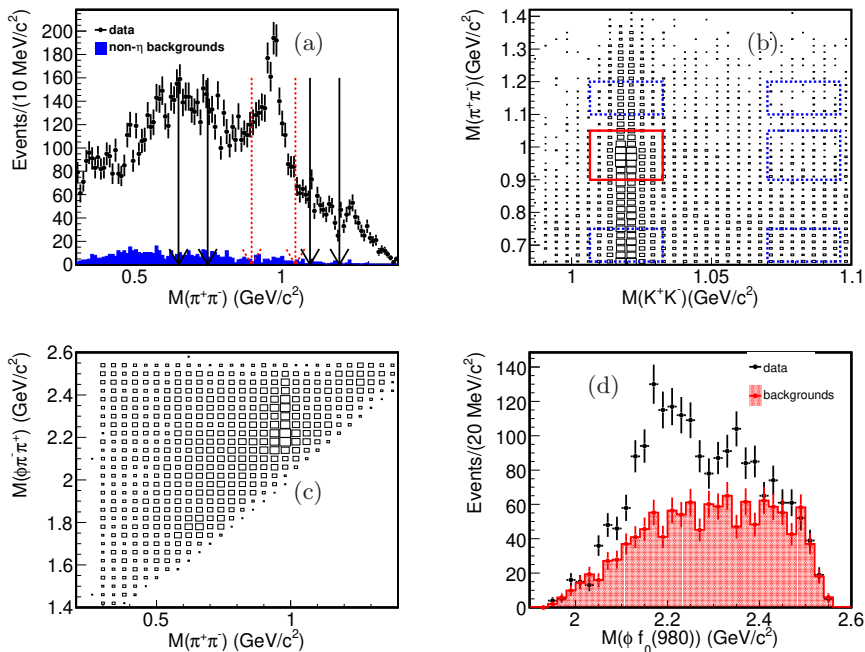 Events/(10 MeV/c²)
200
180
160
140
120
100
80
60
40
20
0
data
non-η backgrounds
(a)
0.5 1
M(π⁺π⁻) (GeV/c²)
M(π⁺π⁻)(GeV/c²)
1.4
1.3
1.2
1.1
1
0.9
0.8
0.7
(b)
1 1.05 1.1
M(K⁺K⁻)(GeV/c²)
M(φπ⁻π⁺) (GeV/c²)
2.6
2.4
2.2
2
1.8
1.6
1.4
(c)
0.5 1
M(π⁺π⁻) (GeV/c²)
Events/(20 MeV/c²)
140
120
100
80
60
40
20
0
(d)
data
backgrounds
2 2.2 2.4 2.6
M(φ f₀(980)) (GeV/c²)